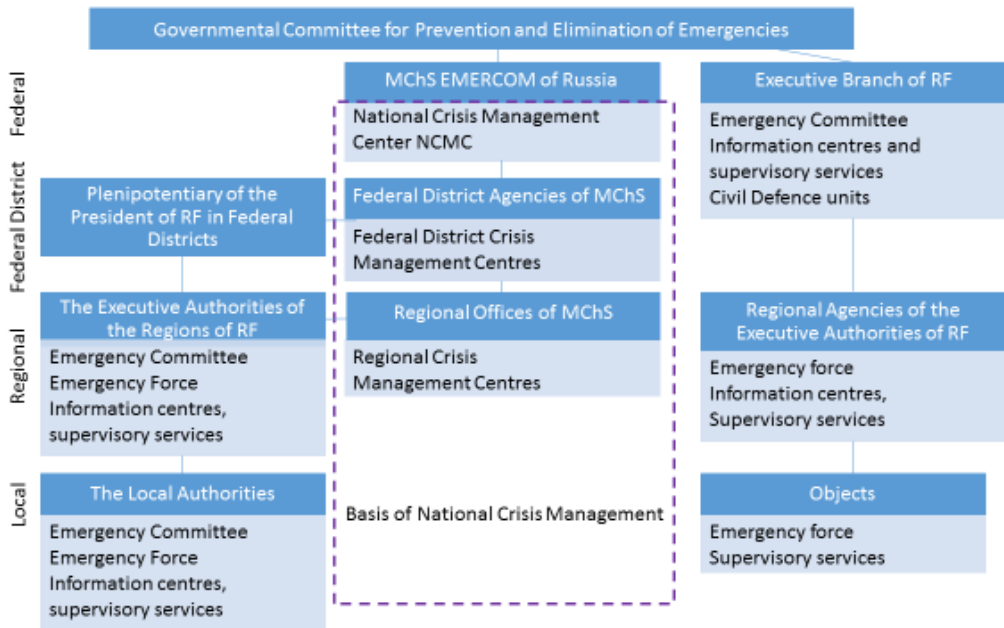 Governmental Committee for Prevention and Elimination of Emergencies
Federal
MChS EMERCOM of Russia
National Crisis Management
Center NCMC
Executive Branch of RF
Emergency Committee
Information centres and
supervisory services
Civil Defence units
Federal District
Plenipotentiary of the
President of RF in Federal
Districts
Federal District Agencies of MChS
Federal District Crisis
Management Centres
Regional
The Executive Authorities of
the Regions of RF
Emergency Committee
Emergency Force
Information centres,
supervisory services
Regional Offices of MChS
Regional Crisis
Management Centres
Regional Agencies of the
Executive Authorities of RF
Emergency force
Information centres,
Supervisory services
Local
The Local Authorities
Emergency Committee
Emergency Force
Information centres,
supervisory services
Basis of National Crisis Management
Objects
Emergency force
Supervisory services